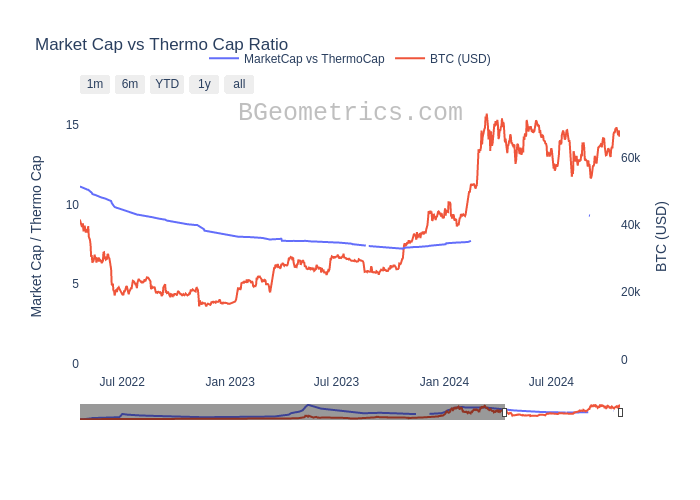 Market Cap vs Thermo Cap Ratio
MarketCap vs ThermoCap
BTC (USD)
1m
6m
YTD
1y
all
BGeometrics.com
15
10
5
0
Market Cap / Thermo Cap
60k
40k
20k
0
BTC (USD)
Jul 2022
Jan 2023
Jul 2023
Jan 2024
Jul 2024